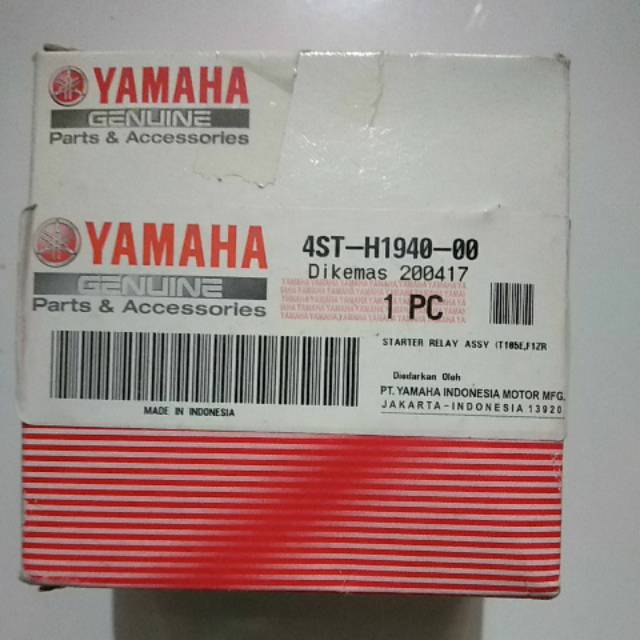 YAMAHA
GENUINE
Parts & Accessories
YAMAHA
GENUINE
Parts & Accessories
4ST-H1940-00
Dikemas 200417
1 PC
STARTER RELAY ASSY (T105E,F1ZR
Diedarkan Oleh
PT. YAMAHA INDONESIA MOTOR MFG.
JAKARTA-INDONESIA 13920
MADE IN INDONESIA